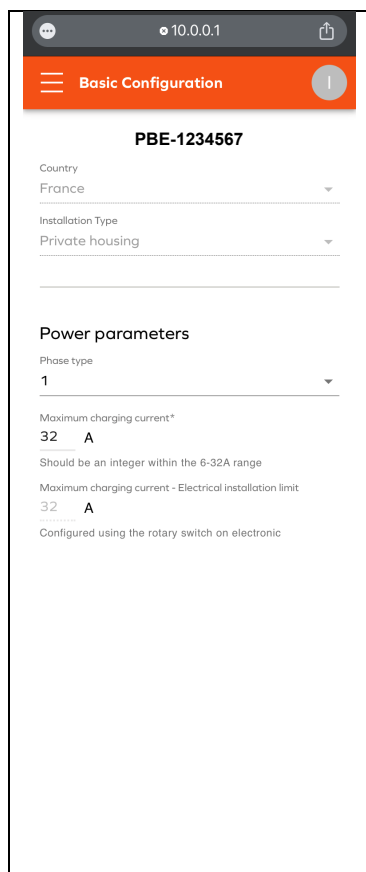 10.0.0.1
Basic Configuration
I
PBE-1234567
Country
France
Installation Type
Private housing
Power parameters
Phase type
1
Maximum charging current*
32 A
Should be an integer within the 6-32A range
Maximum charging current - Electrical installation limit
32 A
Configured using the rotary switch on electronic